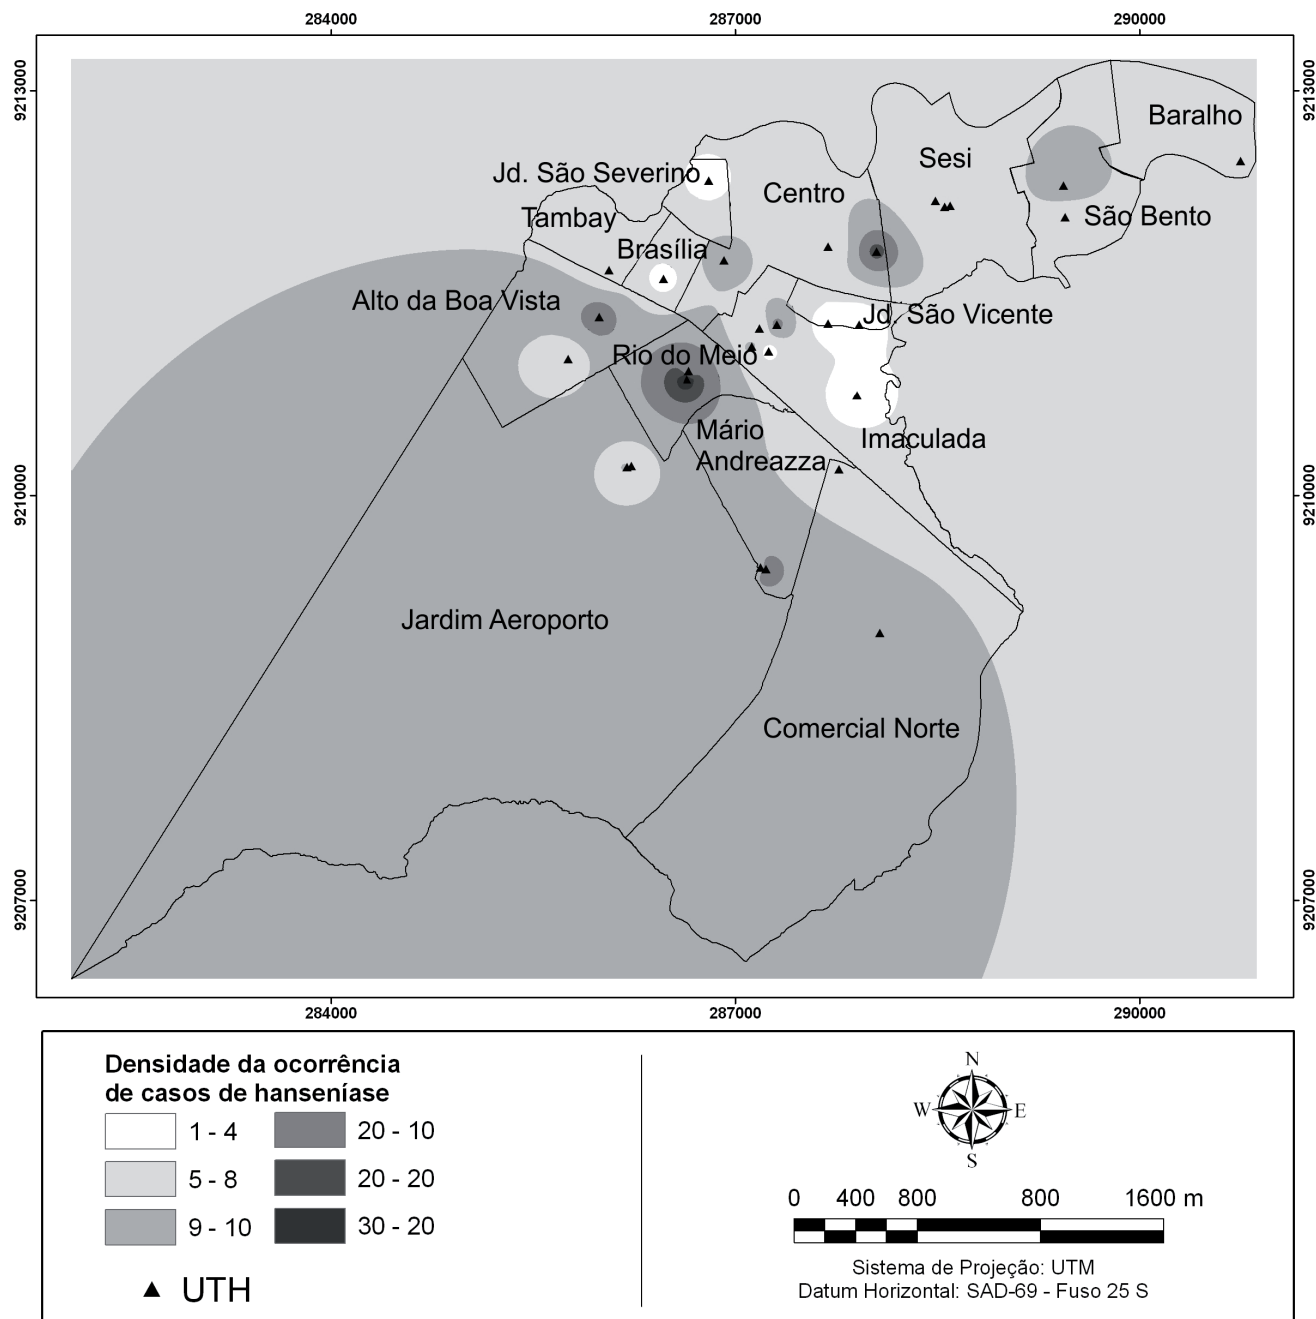 284000 287000 290000
9213000 9213000
Baralho
Sesi
Jd. São Severino
Centro
Tambay
São Bento
Brasília
Alto da Boa Vista
Jd. São Vicente
Rio do Meio
Mário
Andreazza
Imaculada
9210000 9210000
Jardim Aeroporto
Comercial Norte
9207000 9207000
284000 287000 290000
Densidade da ocorrência
de casos de hanseníase
1 - 4 20 - 10
5 - 8 20 - 20
9 - 10 30 - 20
UTH
N
W E
S
0 400 800 800 1600 m
Sistema de Projeção: UTM
Datum Horizontal: SAD-69 - Fuso 25 S